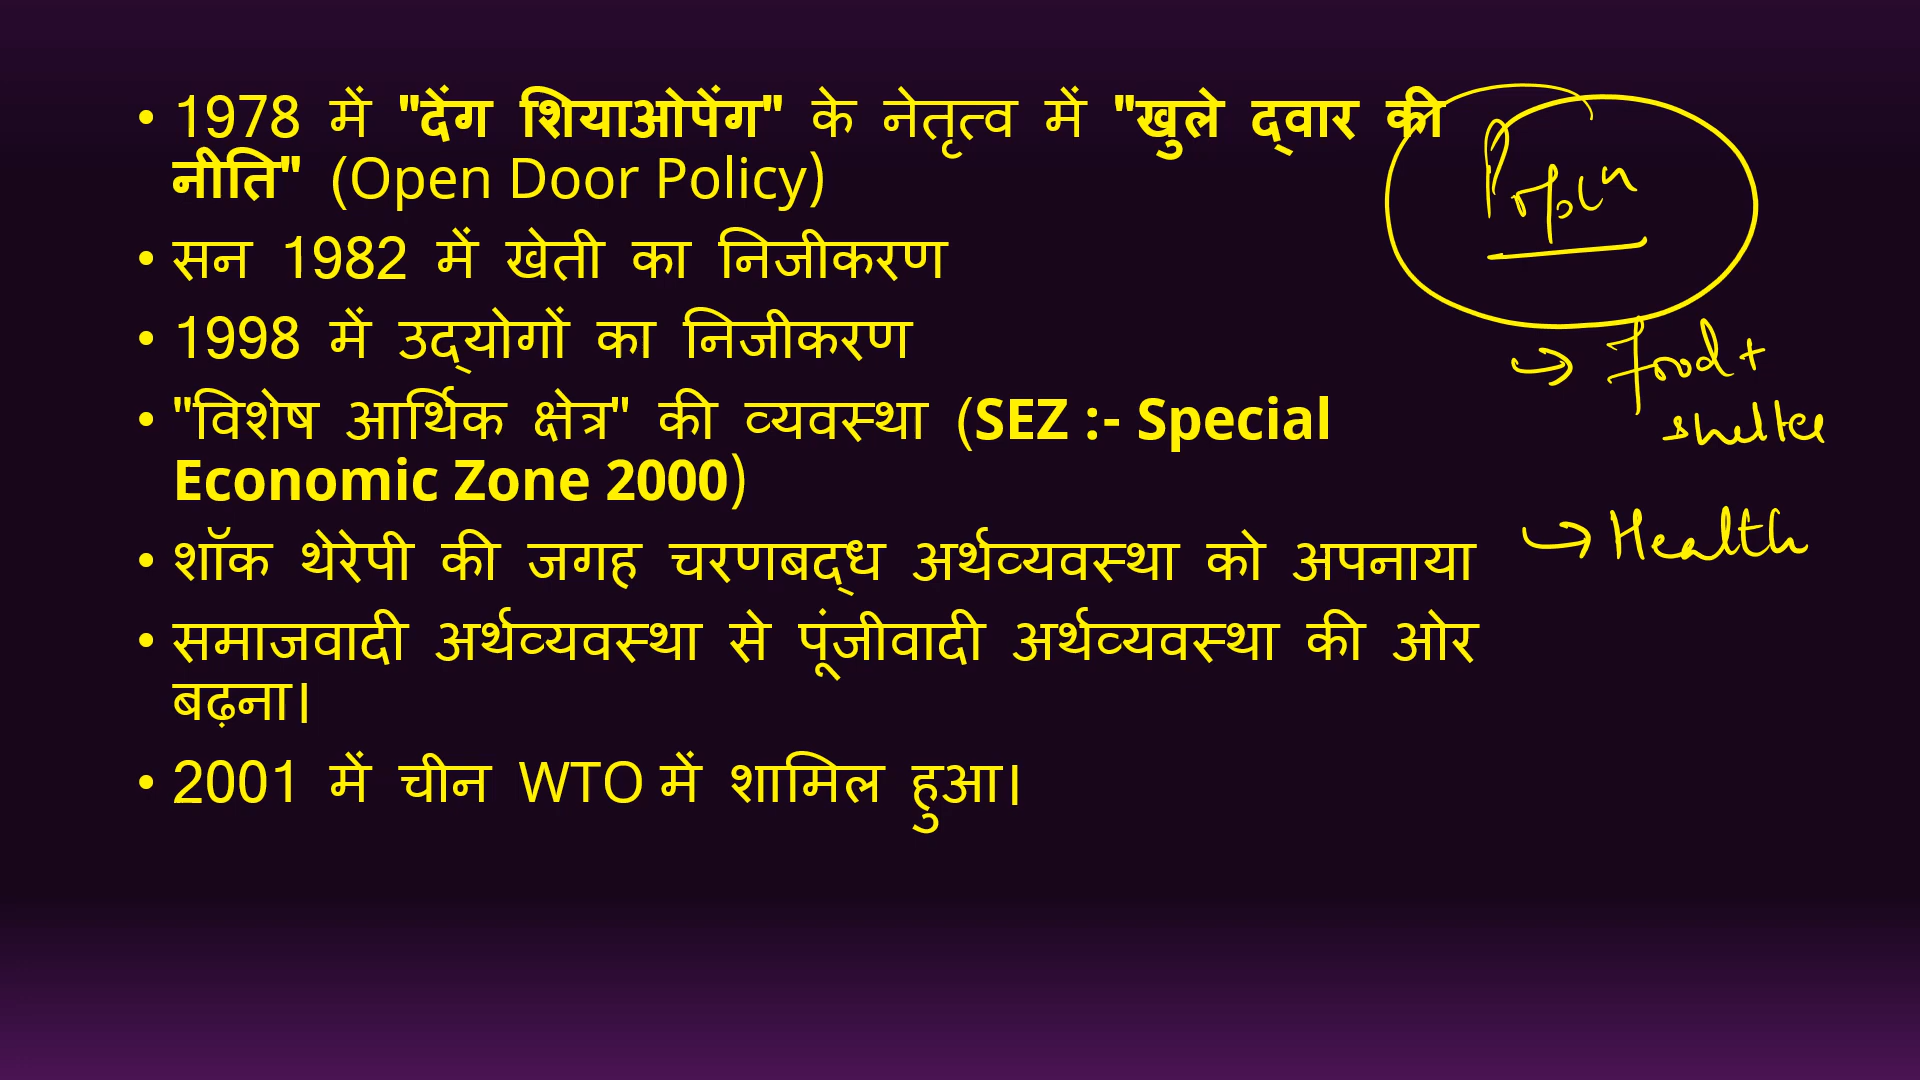 • 1978 में "देंग शियाओपेंग" के नेतृत्व में "खुले द्वार की
नीति" (Open Door Policy)
• सन 1982 में खेती का निजीकरण
• 1998 में उद्योगों का निजीकरण
• "विशेष आर्थिक क्षेत्र" की व्यवस्था (SEZ :- Special
Economic Zone 2000)
• शॉक थेरेपी की जगह चरणबद्ध अर्थव्यवस्था को अपनाया
• समाजवादी अर्थव्यवस्था से पूंजीवादी अर्थव्यवस्था की ओर
बढ़ना।
• 2001 में चीन WTO में शामिल हुआ।
→ Food +
shelter
→ Health